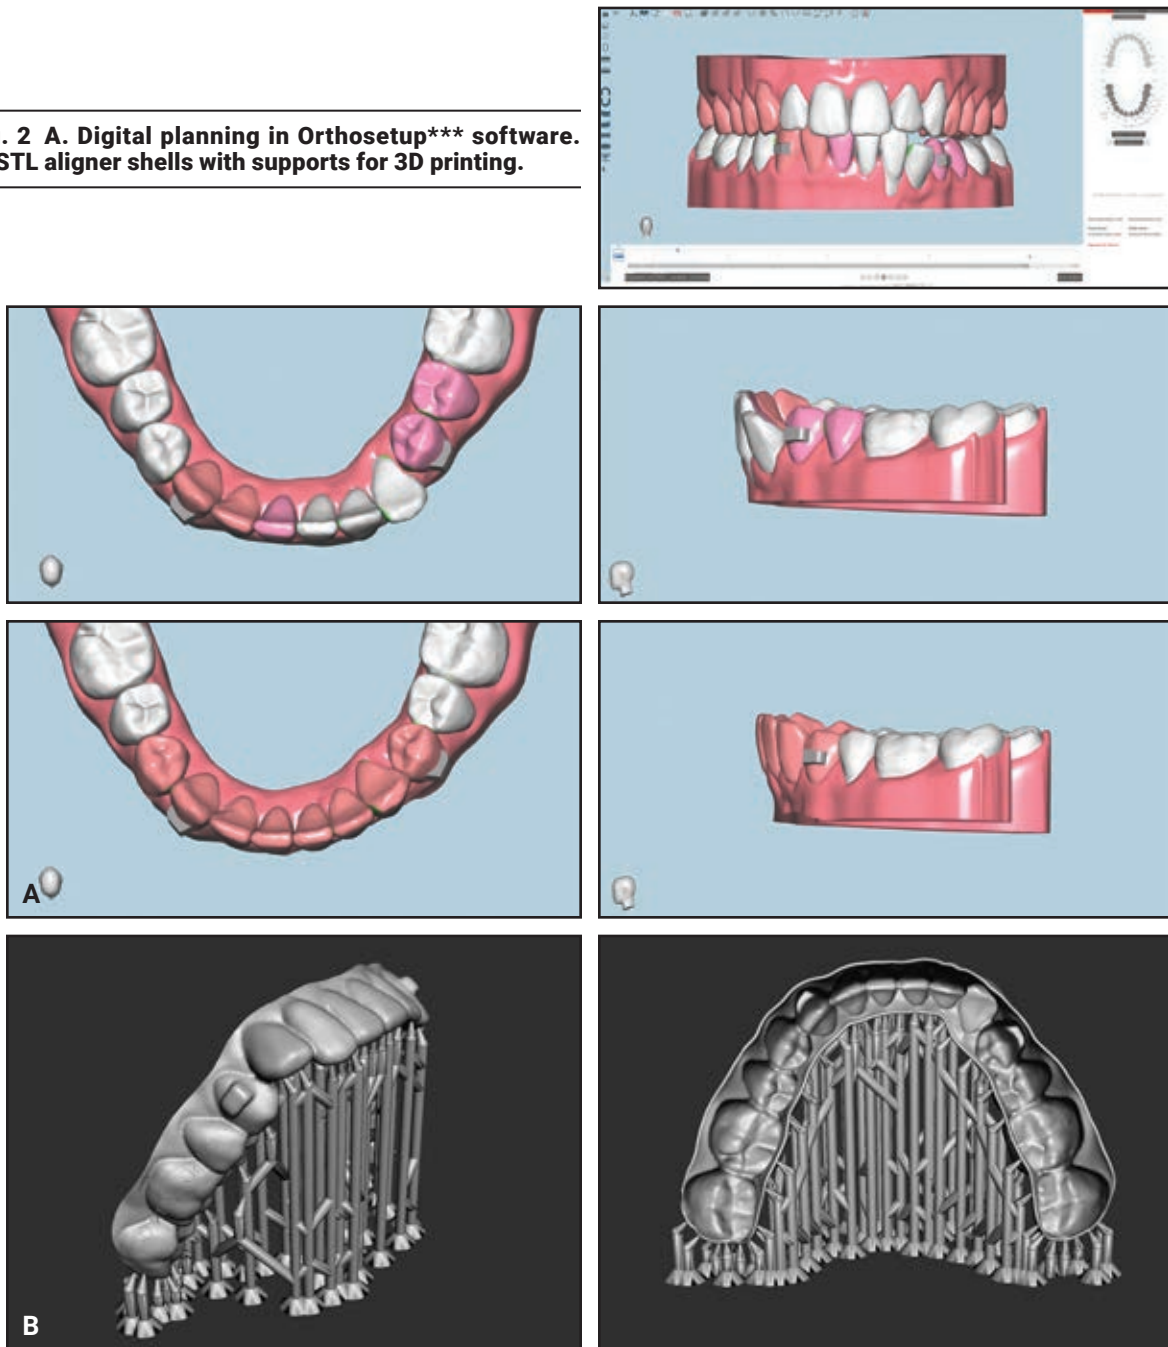 . 2 A. Digital planning in Orthosetup*** software.
STL aligner shells with supports for 3D printing.
A
B